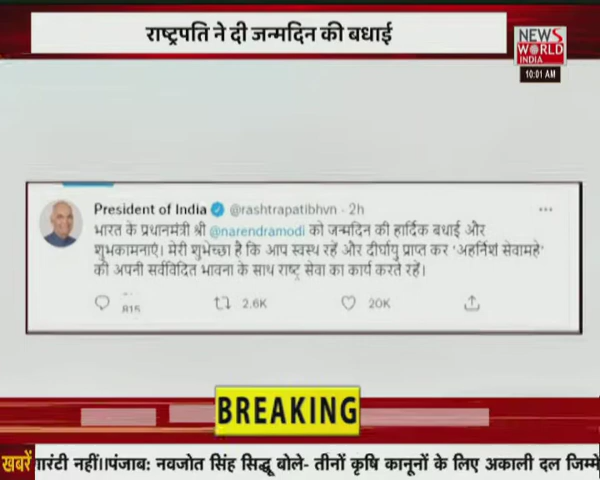 राष्ट्रपति ने दी जन्मदिन की बधाई
NEWS
WORLD
INDIA
10:01 AM
President of India @rashtrapatibhvn · 2h
भारत के प्रधानमंत्री श्री @narendramodi को जन्मदिन की हार्दिक बधाई और
शुभकामनाएं। मेरी शुभेच्छा है कि आप स्वस्थ रहें और दीर्घायु प्राप्त कर 'अहर्निशं सेवामहे'
की अपनी सर्वविदित भावना के साथ राष्ट्र सेवा का कार्य करते रहें।
815 2.6K 20K
BREAKING
खबरें गारंटी नहीं।।पंजाब: नवजोत सिंह सिद्धू बोले- तीनों कृषि कानूनों के लिए अकाली दल जिम्मे